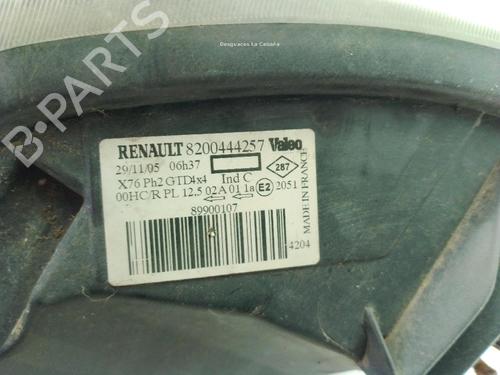 B-PARTS
Desguaces La Cabaña
RENAULT 8200444257 Valeo
29/11/05 06h37
287
X76 Ph2 GTD4x4 Ind C
00HC/R PL 12.5 02A 01 1a E2 2051
89900107
MADE IN FRANCE
4204